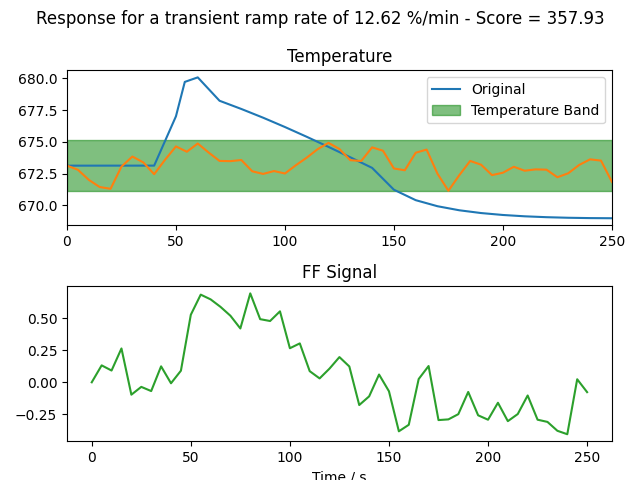 Response for a transient ramp rate of 12.62 %/min - Score = 357.93
Temperature
680.0
677.5
675.0
672.5
670.0
Original
Temperature Band
0 50 100 150 200 250
FF Signal
0.50
0.25
0.00
−0.25
0 50 100 150 200 250
Time / s